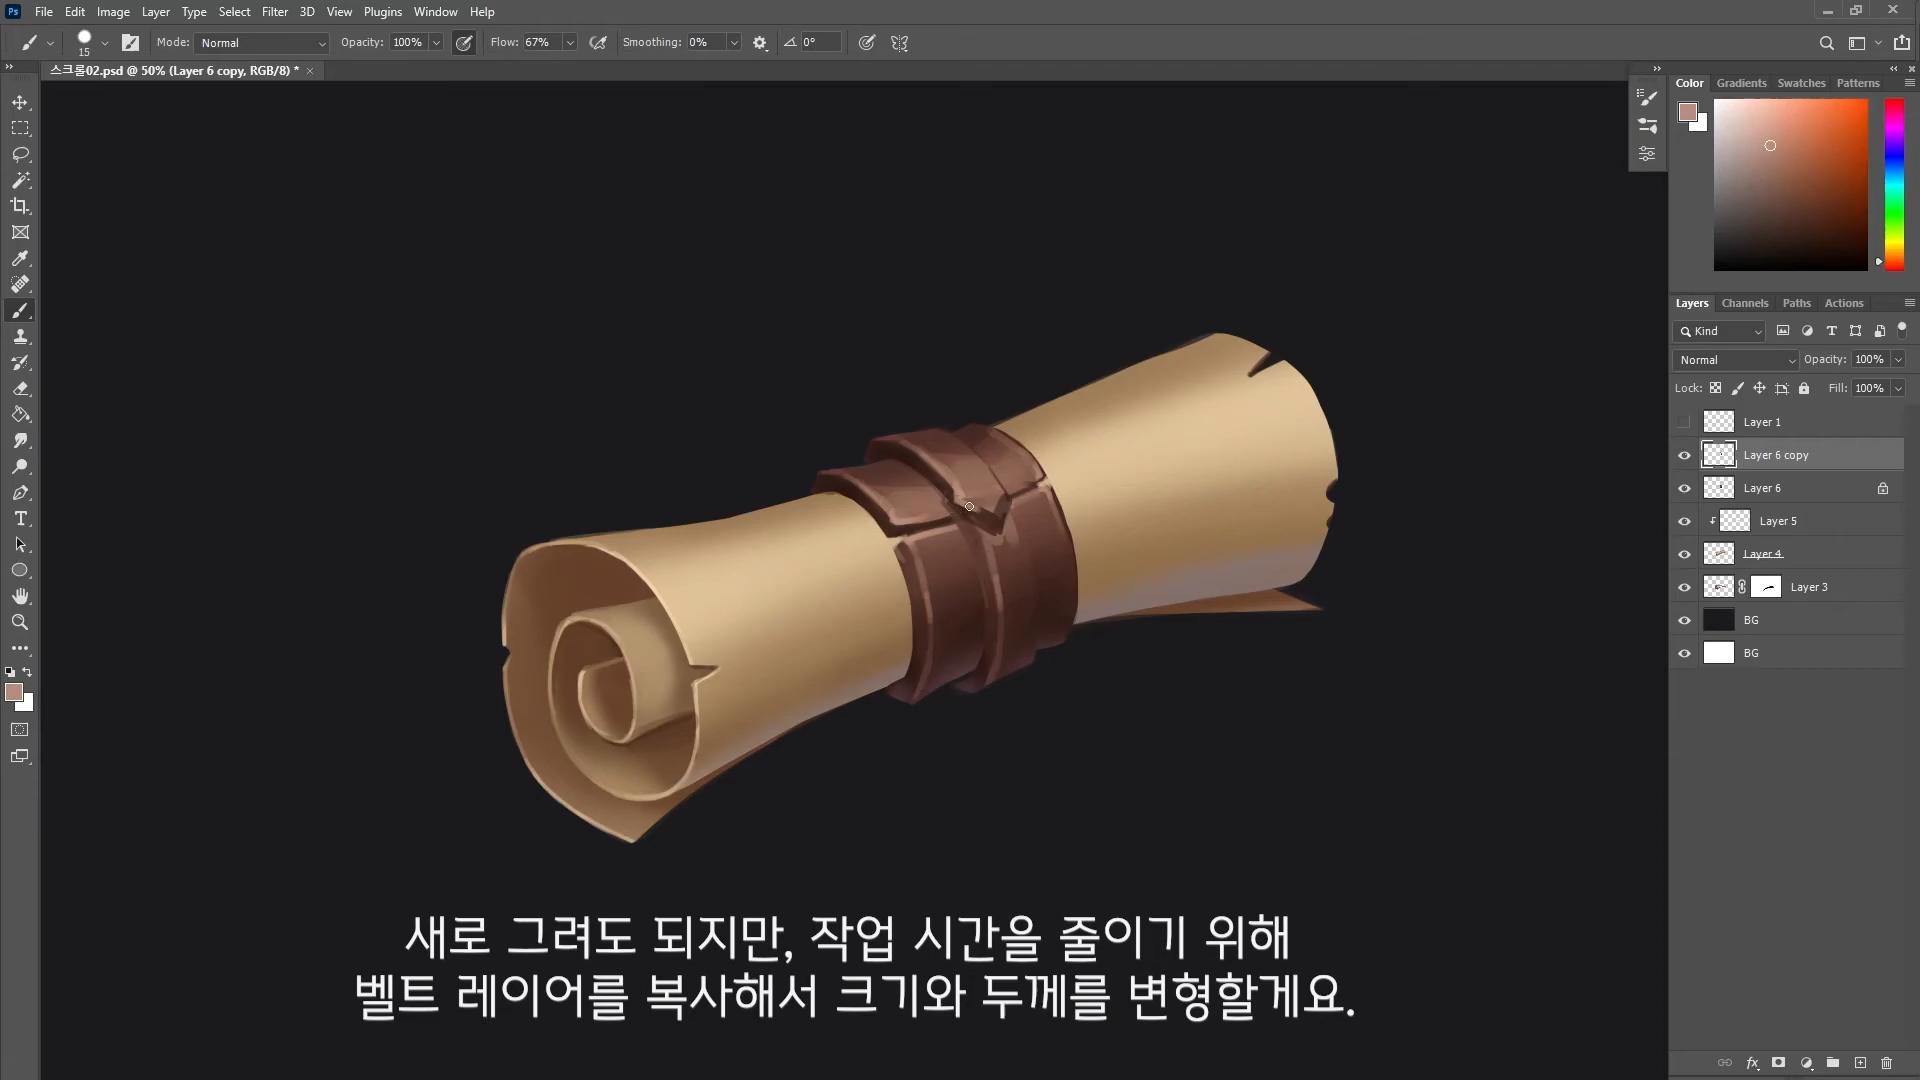 Ps File Edit Image Layer Type Select Filter 3D View Plugins Window Help
15 Mode: Normal Opacity: 100% Flow: 67% Smoothing: 0% 0°
스크롤02.psd @ 50% (Layer 6 copy, RGB/8) *
Color Gradients Swatches Patterns
Layers Channels Paths Actions
Kind
Normal Opacity: 100%
Lock: Fill: 100%
Layer 1
Layer 6 copy
Layer 6
Layer 5
Layer 4
Layer 3
BG
BG
새로 그려도 되지만, 작업 시간을 줄이기 위해
벨트 레이어를 복사해서 크기와 두께를 변형할게요.